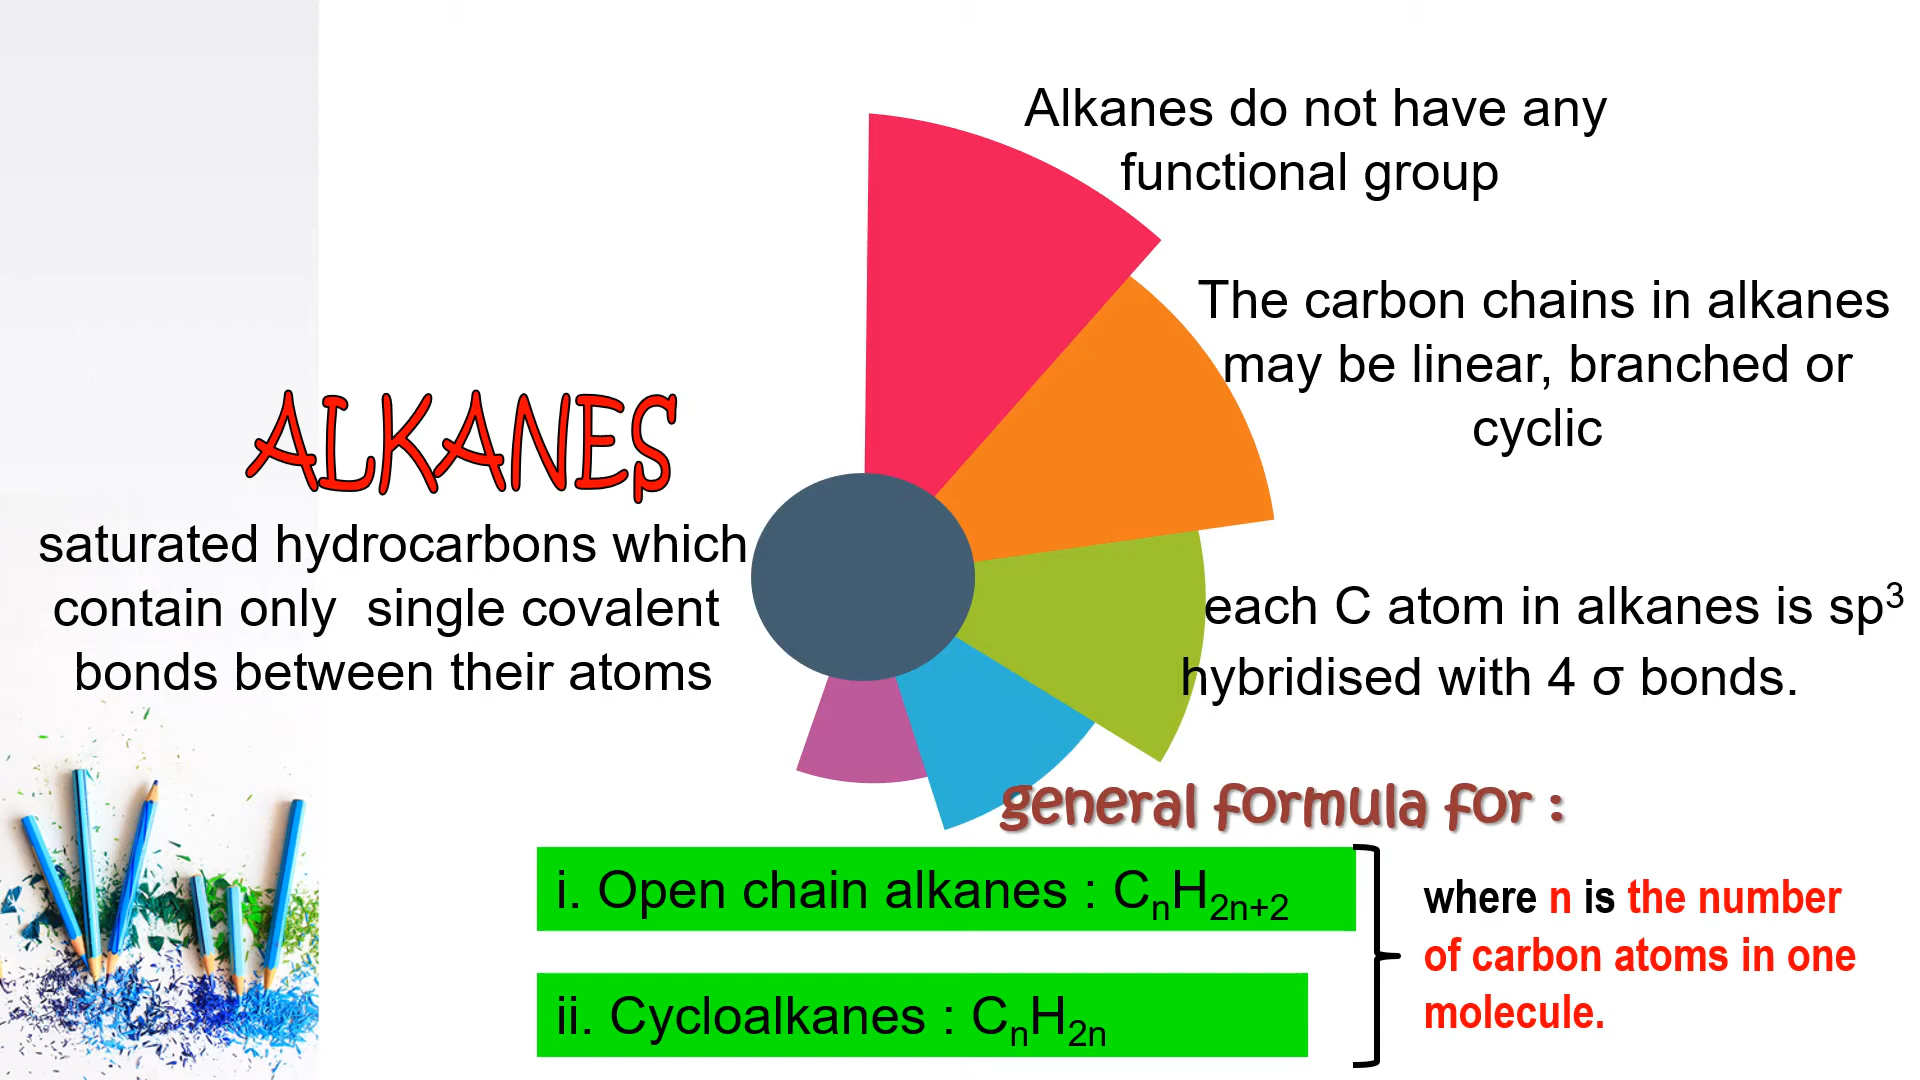 ALKANES
saturated hydrocarbons which
contain only single covalent
bonds between their atoms
Alkanes do not have any
functional group
The carbon chains in alkanes
may be linear, branched or
cyclic
each C atom in alkanes is sp³
hybridised with 4 σ bonds.
general formula for :
i. Open chain alkanes : CₙH₂ₙ₊₂
ii. Cycloalkanes : CₙH₂ₙ
where n is the number
of carbon atoms in one
molecule.